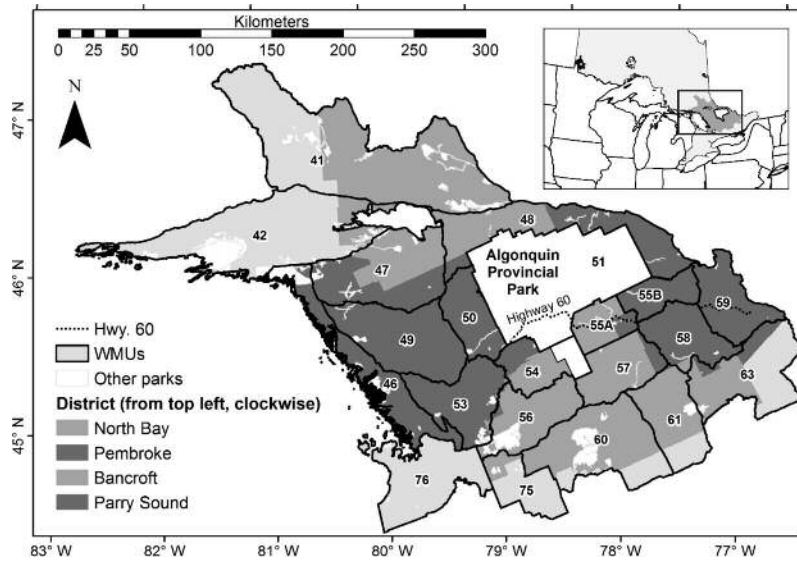 Kilometers
0 25 50 100 150 200 250 300
N
47° N
46° N
45° N
41
42
48
47
Algonquin
Provincial
Park
51
Highway 60
50
55B
59
55A
49
58
54
57
63
46
53
56
61
60
76
75
Hwy. 60
WMUs
Other parks
District (from top left, clockwise)
North Bay
Pembroke
Bancroft
Parry Sound
83° W 82° W 81° W 80° W 79° W 78° W 77° W